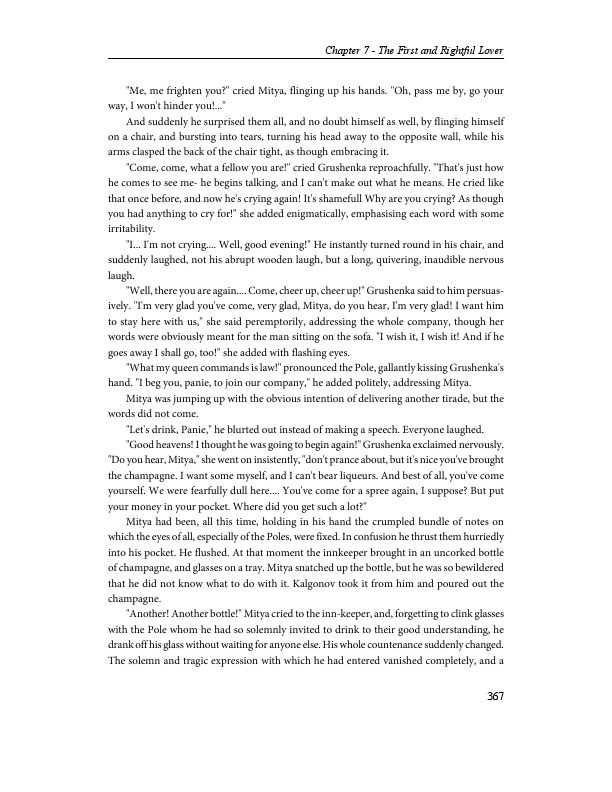 Chapter 7 - The First and Rightful Lover
"Me, me frighten you?" cried Mitya, flinging up his hands. "Oh, pass me by, go your
way, I won't hinder you!..."
And suddenly he surprised them all, and no doubt himself as well, by flinging himself
on a chair, and bursting into tears, turning his head away to the opposite wall, while his
arms clasped the back of the chair tight, as though embracing it.
"Come, come, what a fellow you are!" cried Grushenka reproachfully. "That's just how
he comes to see me- he begins talking, and I can't make out what he means. He cried like
that once before, and now he's crying again! It's shamefull Why are you crying? As though
you had anything to cry for!" she added enigmatically, emphasising each word with some
irritability.
"I... I'm not crying.... Well, good evening!" He instantly turned round in his chair, and
suddenly laughed, not his abrupt wooden laugh, but a long, quivering, inaudible nervous
laugh.
"Well, there you are again.... Come, cheer up, cheer up!" Grushenka said to him persuas-
ively. "I'm very glad you've come, very glad, Mitya, do you hear, I'm very glad! I want him
to stay here with us," she said peremptorily, addressing the whole company, though her
words were obviously meant for the man sitting on the sofa. "I wish it, I wish it! And if he
goes away I shall go, too!" she added with flashing eyes.
"What my queen commands is law!" pronounced the Pole, gallantly kissing Grushenka's
hand. "I beg you, panie, to join our company," he added politely, addressing Mitya.
Mitya was jumping up with the obvious intention of delivering another tirade, but the
words did not come.
"Let's drink, Panie," he blurted out instead of making a speech. Everyone laughed.
"Good heavens! I thought he was going to begin again!" Grushenka exclaimed nervously.
"Do you hear, Mitya," she went on insistently, "don't prance about, but it's nice you've brought
the champagne. I want some myself, and I can't bear liqueurs. And best of all, you've come
yourself. We were fearfully dull here.... You've come for a spree again, I suppose? But put
your money in your pocket. Where did you get such a lot?"
Mitya had been, all this time, holding in his hand the crumpled bundle of notes on
which the eyes of all, especially of the Poles, were fixed. In confusion he thrust them hurriedly
into his pocket. He flushed. At that moment the innkeeper brought in an uncorked bottle
of champagne, and glasses on a tray. Mitya snatched up the bottle, but he was so bewildered
that he did not know what to do with it. Kalgonov took it from him and poured out the
champagne.
"Another! Another bottle!" Mitya cried to the inn-keeper, and, forgetting to clink glasses
with the Pole whom he had so solemnly invited to drink to their good understanding, he
drank off his glass without waiting for anyone else. His whole countenance suddenly changed.
The solemn and tragic expression with which he had entered vanished completely, and a
367